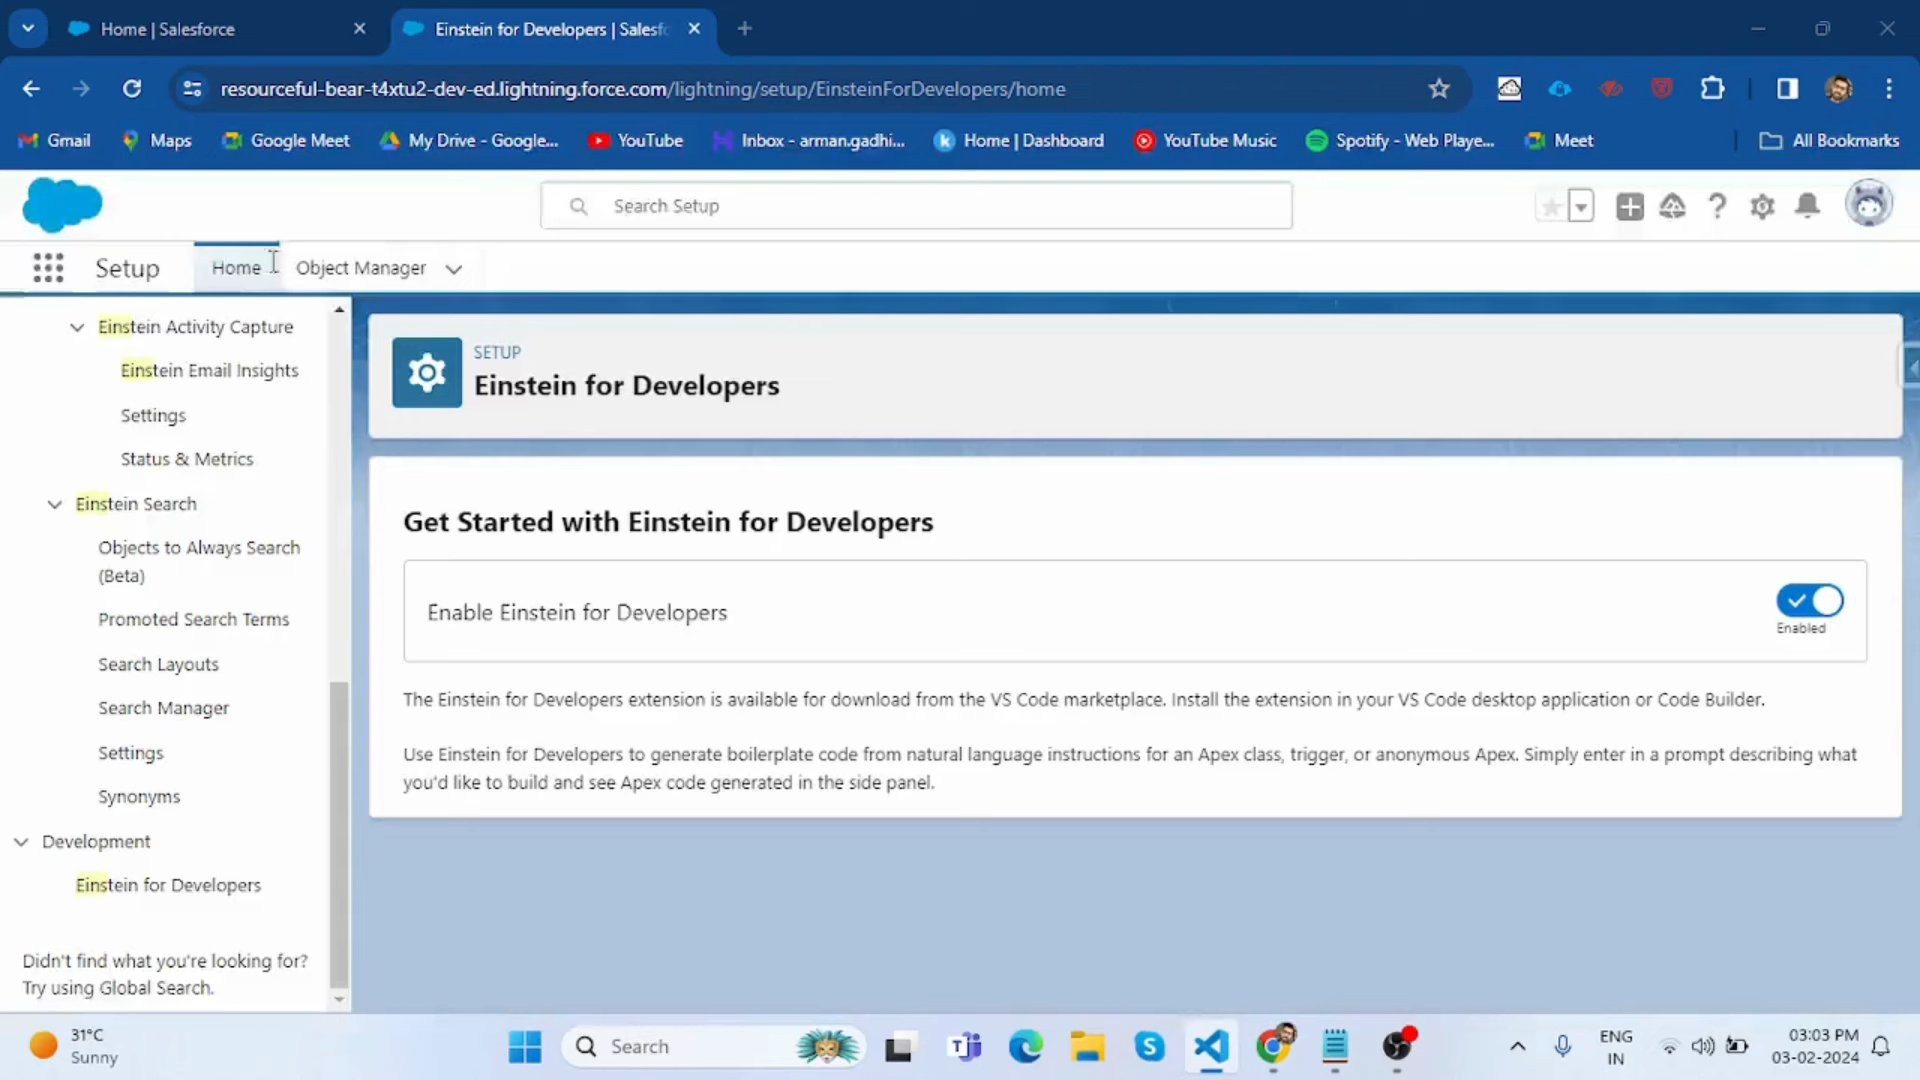 Home | Salesforce
Einstein for Developers | Salesf
resourceful-bear-t4xtu2-dev-ed.lightning.force.com/lightning/setup/EinsteinForDevelopers/home
Gmail
Maps
Google Meet
My Drive - Google...
YouTube
Inbox - arman.gadhi...
Home | Dashboard
YouTube Music
Spotify - Web Playe...
Meet
All Bookmarks
Search Setup
Setup
Home
Object Manager
Einstein Activity Capture
Einstein Email Insights
Settings
Status & Metrics
Einstein Search
Objects to Always Search
(Beta)
Promoted Search Terms
Search Layouts
Search Manager
Settings
Synonyms
Development
Einstein for Developers
Didn't find what you're looking for?
Try using Global Search.
SETUP
Einstein for Developers
Get Started with Einstein for Developers
Enable Einstein for Developers
Enabled
The Einstein for Developers extension is available for download from the VS Code marketplace. Install the extension in your VS Code desktop application or Code Builder.
Use Einstein for Developers to generate boilerplate code from natural language instructions for an Apex class, trigger, or anonymous Apex. Simply enter in a prompt describing what
you'd like to build and see Apex code generated in the side panel.
31°C
Sunny
Search
ENG
IN
03:03 PM
03-02-2024